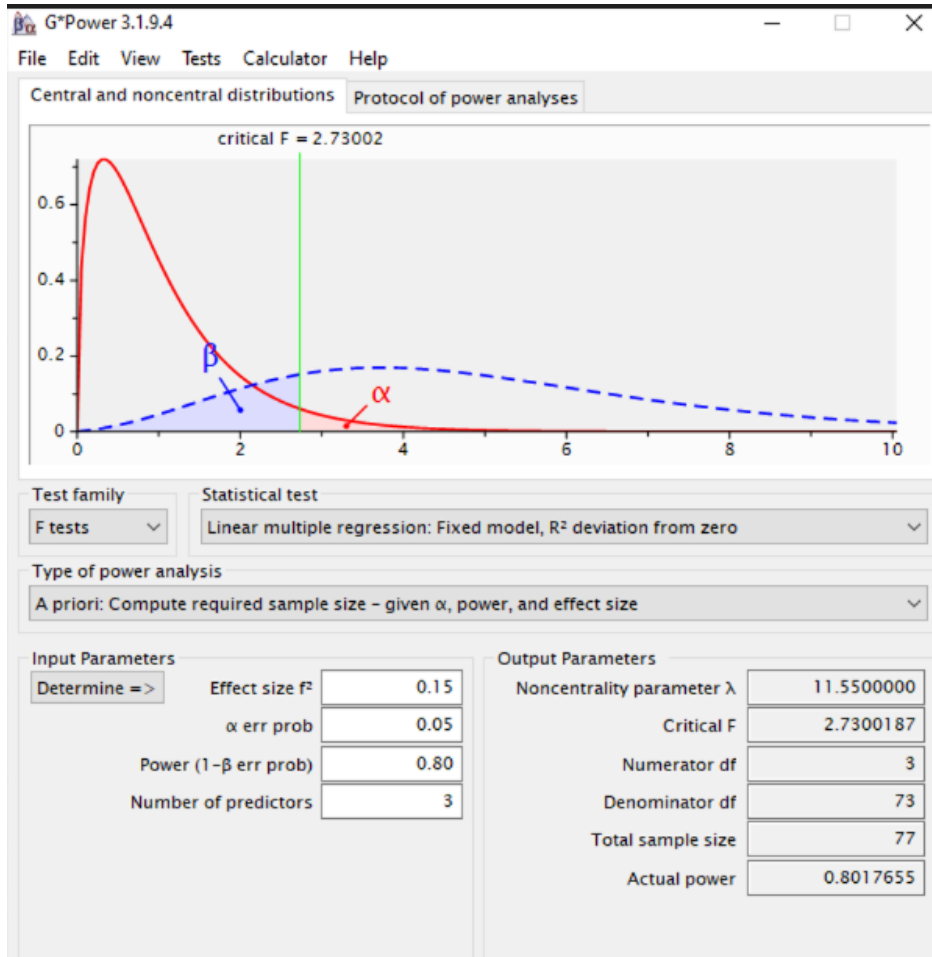 G*Power 3.1.9.4
File Edit View Tests Calculator Help
Central and noncentral distributions Protocol of power analyses
critical F = 2.73002
0.6
0.4
0.2
0
β
α
0 2 4 6 8 10
Test family Statistical test
F tests Linear multiple regression: Fixed model, R² deviation from zero
Type of power analysis
A priori: Compute required sample size – given α, power, and effect size
Input Parameters Output Parameters
Determine => Effect size f² 0.15 Noncentrality parameter λ 11.5500000
α err prob 0.05 Critical F 2.7300187
Power (1-β err prob) 0.80 Numerator df 3
Number of predictors 3 Denominator df 73
Total sample size 77
Actual power 0.8017655